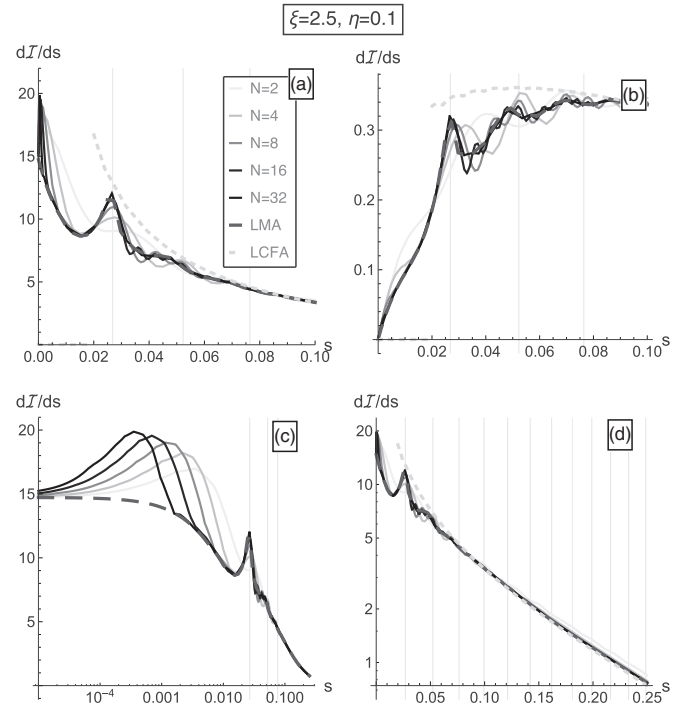 ξ=2.5, η=0.1
dI/ds
20
15
10
5
0.00
0.02
0.04
0.06
0.08
0.10
s
(a)
N=2
N=4
N=8
N=16
N=32
LMA
LCFA
dI/ds
0.3
0.2
0.1
0.02
0.04
0.06
0.08
0.10
s
(b)
dI/ds
20
15
10
5
0
10⁻⁴
0.001
0.010
0.100
s
(c)
dI/ds
20
10
5
2
1
0.05
0.10
0.15
0.20
0.25
s
(d)